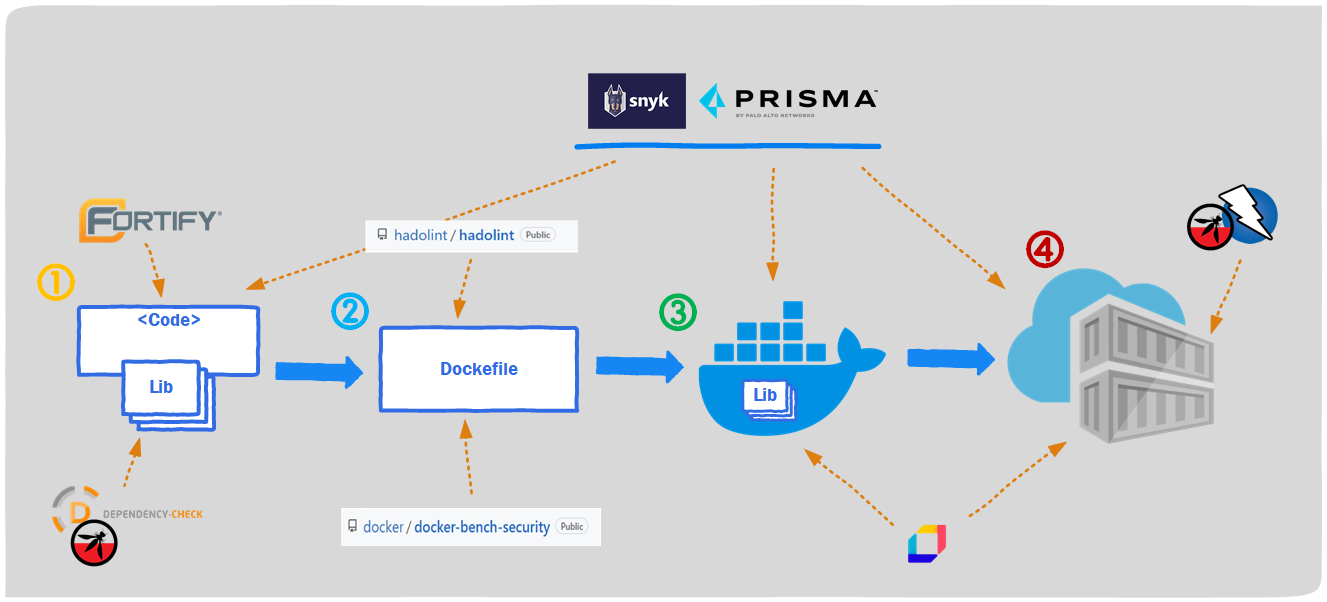 snyk
PRISMA™
BY PALO ALTO NETWORKS
FORTIFY®
hadolint / hadolint Public
①
②
③
④
<Code>
Lib
Dockefile
Lib
DEPENDENCY-CHECK
docker / docker-bench-security Public